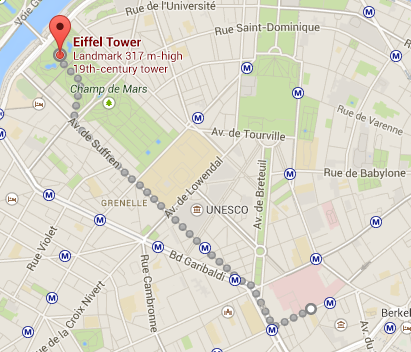 Voie G
Rue de l'Université
Rue Saint-Dominique
Eiffel Tower
Landmark 317 m-high
19th-century tower
Champ de Mars
M
Rue de Varenne
Av. de Suffren
Av. de Tourville
M
M
M
Rue de Babylone
Av. de Lowendal
Av. de Breteuil
GRENELLE
UNESCO
M
M
Rue Violet
Bd Garibaldi
M
M
Rue Cambronne
M
Rue de la Croix Nivert
M
M
M
Berkel